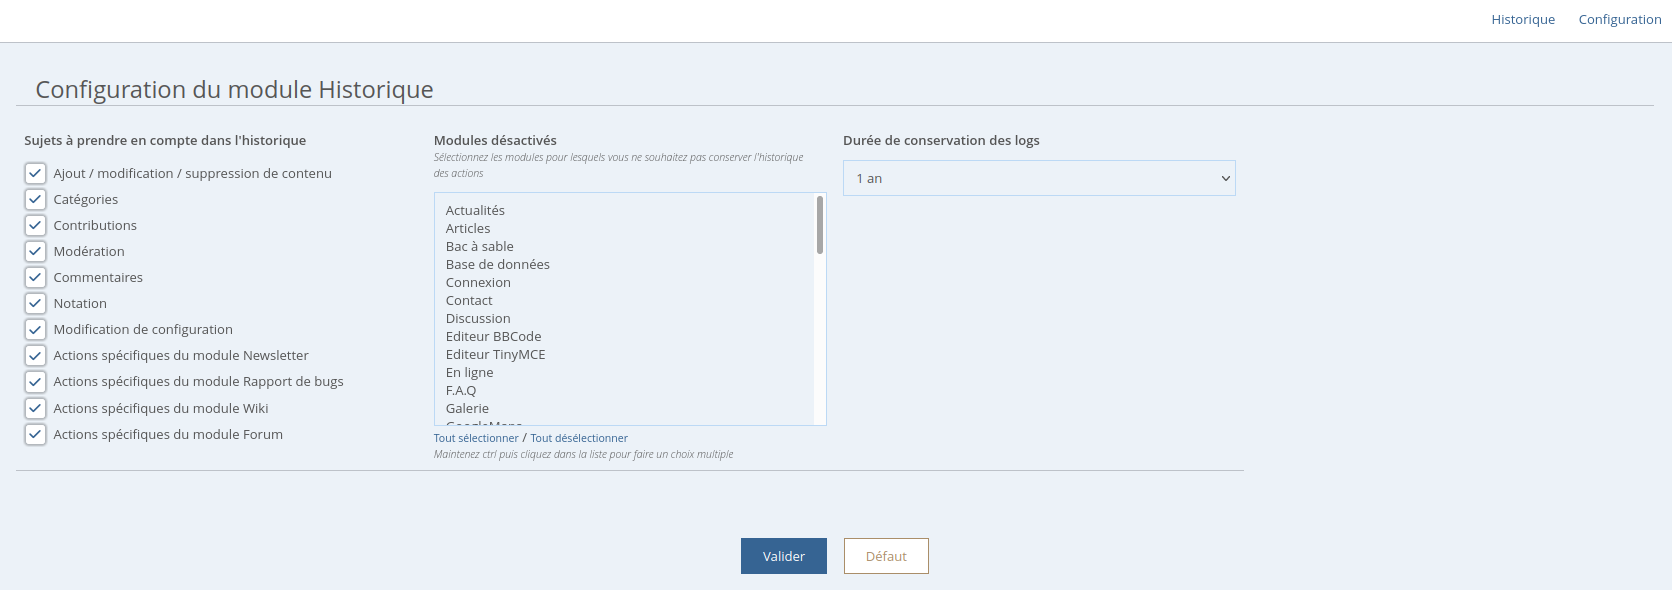 Historique Configuration
Configuration du module Historique
Sujets à prendre en compte dans l'historique
Ajout / modification / suppression de contenu
Catégories
Contributions
Modération
Commentaires
Notation
Modification de configuration
Actions spécifiques du module Newsletter
Actions spécifiques du module Rapport de bugs
Actions spécifiques du module Wiki
Actions spécifiques du module Forum
Modules désactivés
Sélectionnez les modules pour lesquels vous ne souhaitez pas conserver l'historique
des actions
Actualités
Articles
Bac à sable
Base de données
Connexion
Contact
Discussion
Editeur BBCode
Editeur TinyMCE
En ligne
F.A.Q
Galerie
GoogleMaps
Tout sélectionner / Tout désélectionner
Maintenez ctrl puis cliquez dans la liste pour faire un choix multiple
Durée de conservation des logs
1 an
Valider
Défaut